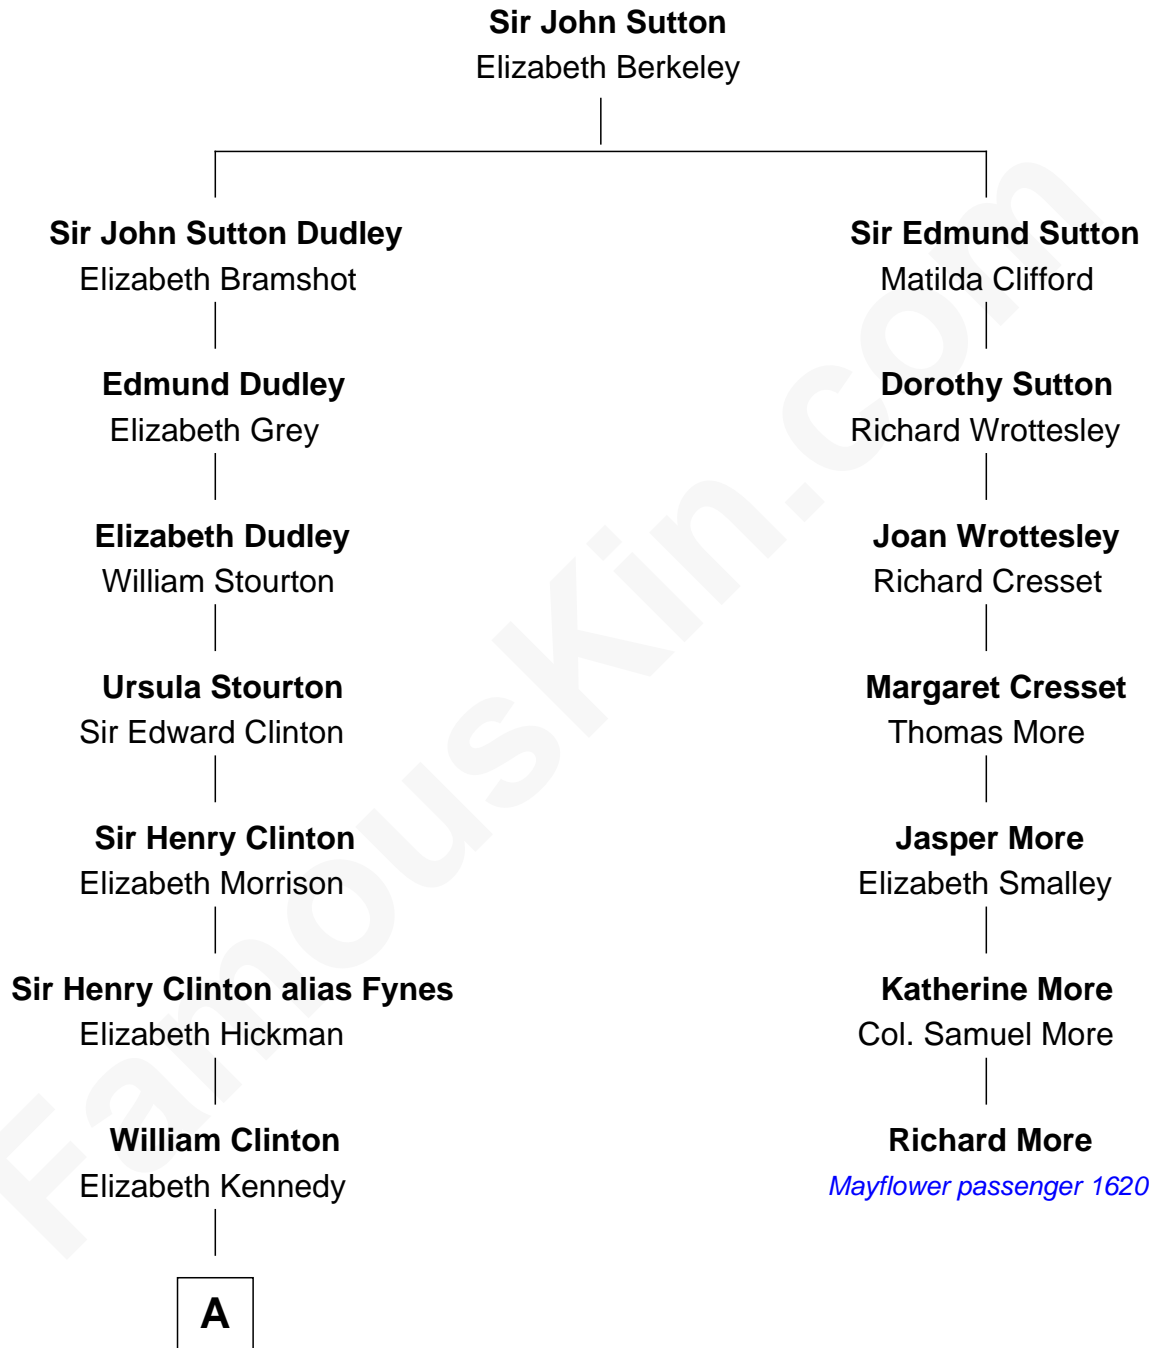 Sir John Sutton
Elizabeth Berkeley
Sir John Sutton Dudley
Elizabeth Bramshot
Edmund Dudley
Elizabeth Grey
Elizabeth Dudley
William Stourton
Ursula Stourton
Sir Edward Clinton
Sir Henry Clinton
Elizabeth Morrison
Sir Henry Clinton alias Fynes
Elizabeth Hickman
William Clinton
Elizabeth Kennedy
A
Sir Edmund Sutton
Matilda Clifford
Dorothy Sutton
Richard Wrottesley
Joan Wrottesley
Richard Cresset
Margaret Cresset
Thomas More
Jasper More
Elizabeth Smalley
Katherine More
Col. Samuel More
Richard More
Mayflower passenger 1620
FamousKin.com